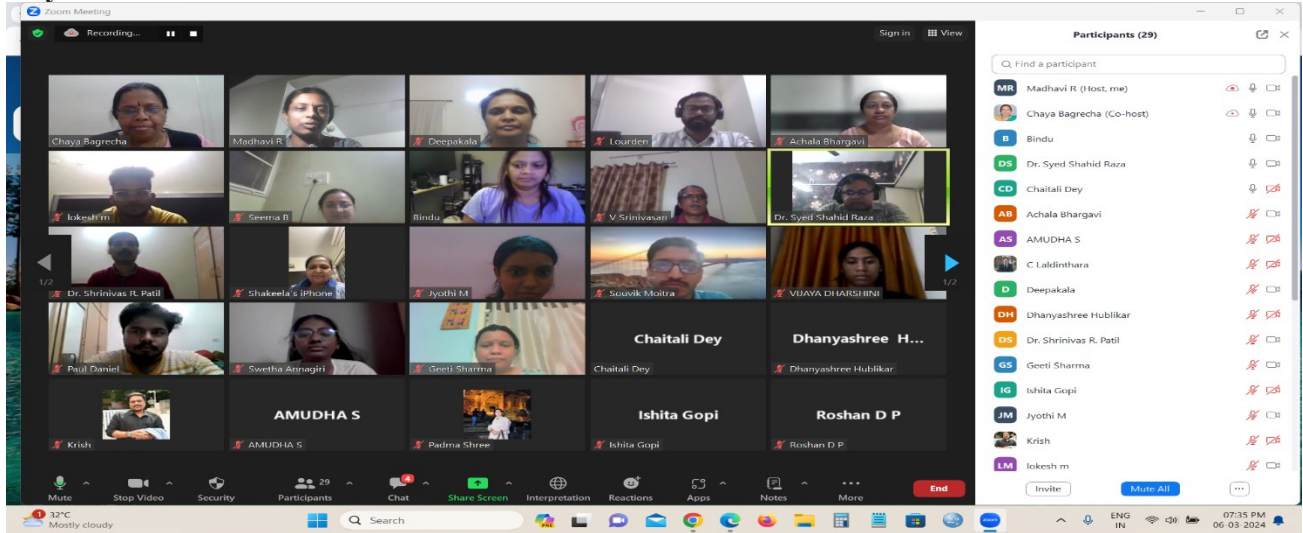 Zoom Meeting
Recording...
Sign in
View
Chaya Bagrecha
Madhavi R
Deepakala
Lourden
Achala Bhargavi
lokesh m
Seema B
Bindu
V Srinivasan
Dr. Syed Shahid Raza
1/2
Dr. Shrinivas R. Patil
Shakeela's iPhone
Jyothi M
Souvik Moitra
VIJAYA DHARSHINI
1/2
Paul Daniel
Swetha Annagiri
Geeti Sharma
Chaitali Dey
Chaitali Dey
Dhanyashree H...
Dhanyashree Hublikar
Krish
AMUDHA S
AMUDHA S
Padma Shree
Ishita Gopi
Ishita Gopi
Roshan D P
Roshan D P
Mute
Stop Video
Security
29
Participants
4
Chat
Share Screen
Interpretation
Reactions
Apps
Notes
More
End
Participants (29)
Find a participant
MR Madhavi R (Host, me)
Chaya Bagrecha (Co-host)
B Bindu
DS Dr. Syed Shahid Raza
CD Chaitali Dey
AB Achala Bhargavi
AS AMUDHA S
C Laldinthara
D Deepakala
DH Dhanyashree Hublikar
DS Dr. Shrinivas R. Patil
GS Geeti Sharma
IG Ishita Gopi
JM Jyothi M
Krish
LM lokesh m
Invite
Mute All
...
1
32°C
Mostly cloudy
Search
PRE
zoom
ENG
IN
07:35 PM
06-03-2024